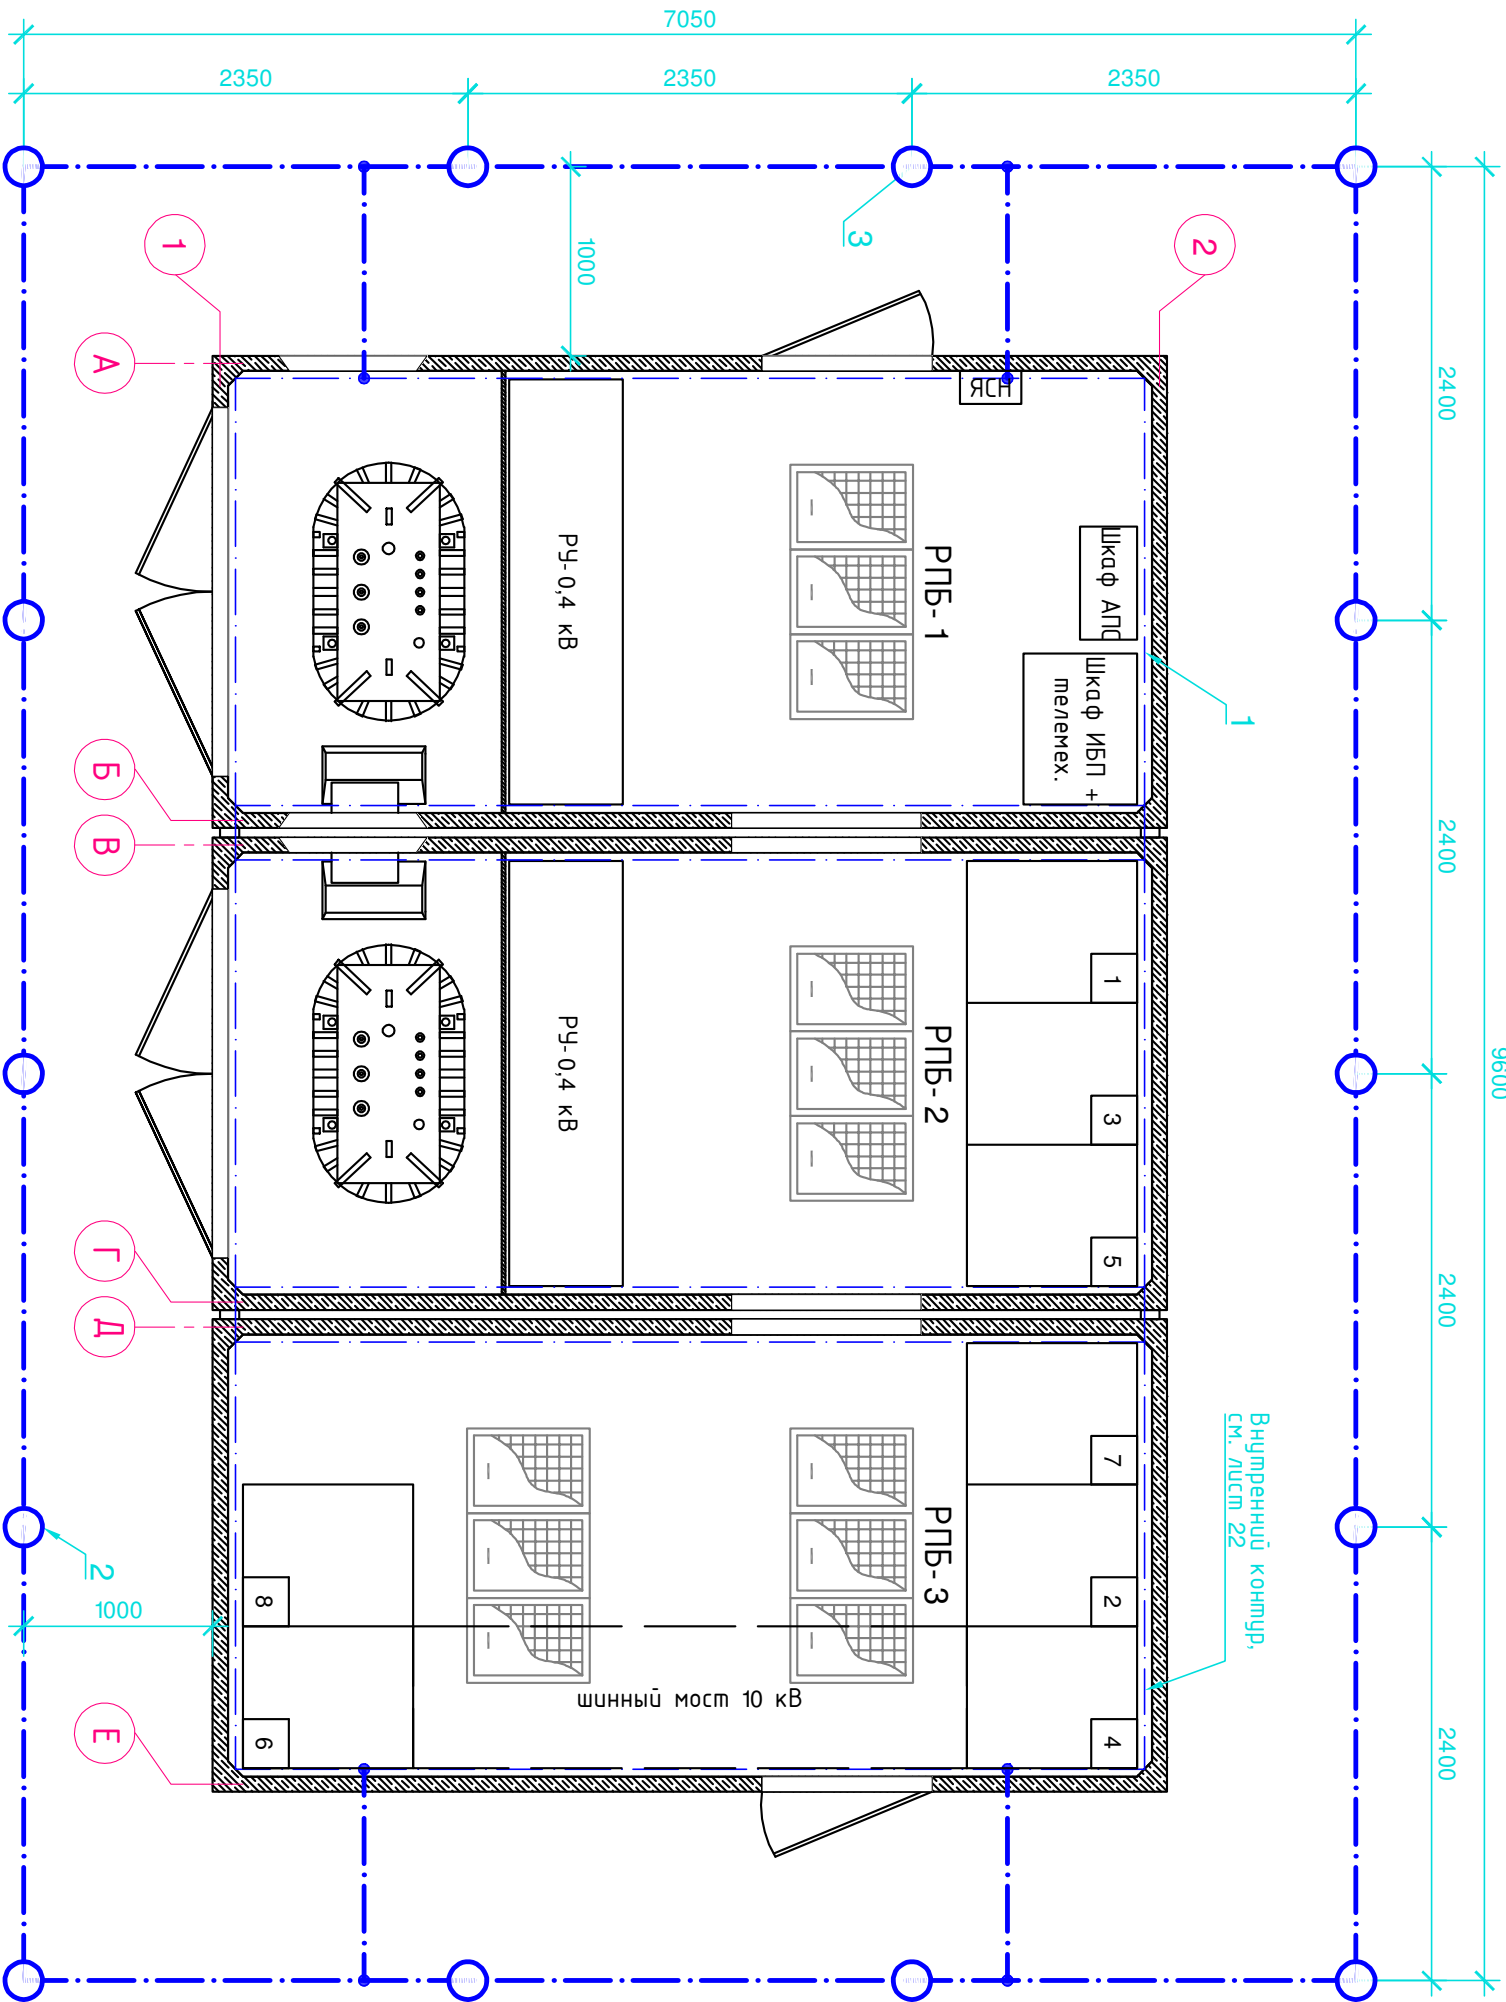 7050
2350
2350
2350
2400
2400
2400
2400
9600
1000
1000
1
2
3
А
Б
В
Г
Д
Е
ЯСН
Шкаф АПС
Шкаф ИБП +
телемех.
РПБ-1
РУ-0,4 кВ
1
РПБ-2
РУ-0,4 кВ
1
3
5
РПБ-3
7
2
4
8
6
шинный мост 10 кВ
Внутренний контур,
см. лист 22
2